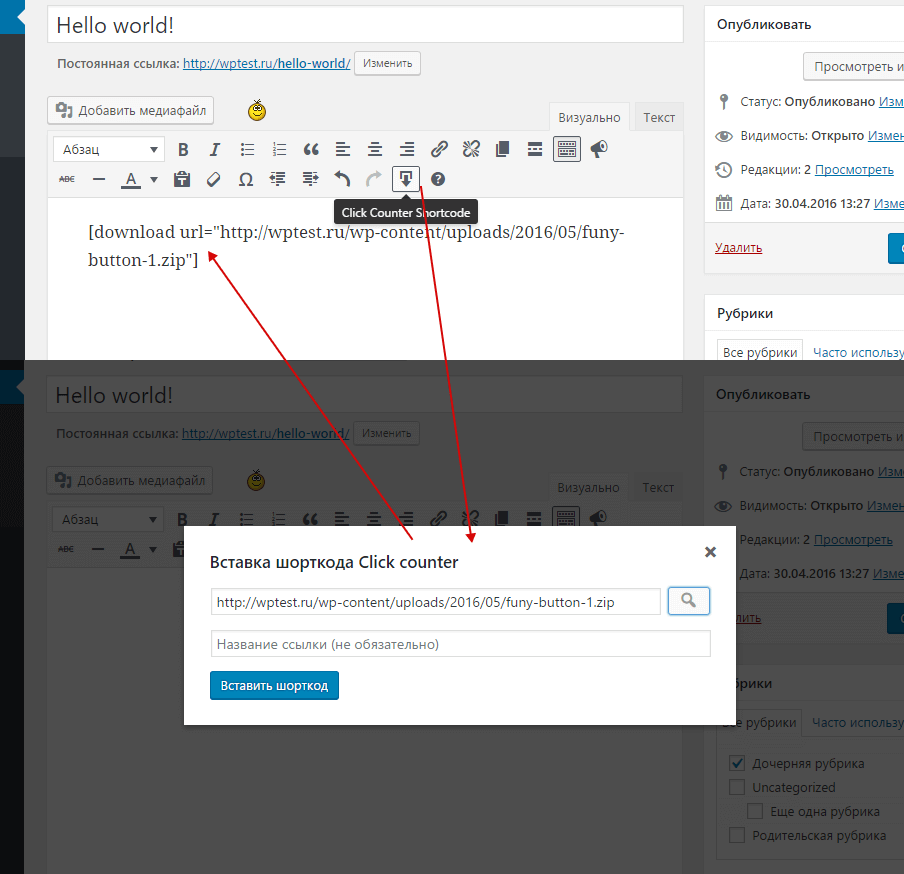 Hello world!
Опубликовать
Постоянная ссылка: http://wptest.ru/hello-world/ Изменить
Просмотреть и
Добавить медиафайл
Визуально Текст
Статус: Опубликовано Изм
Видимость: Открыто Измен
Абзац B I
Редакции: 2 Просмотреть
ABC A Ω
Дата: 30.04.2016 13:27 Изме
Click Counter Shortcode
[download url="http://wptest.ru/wp-content/uploads/2016/05/funy-
button-1.zip"]
Удалить
Рубрики
Все рубрики Часто использу
Hello world!
Опубликовать
Постоянная ссылка: http://wptest.ru/hello-world/ Изменить
Просмотреть и
Добавить медиафайл
Визуально Текст
Статус: Опубликовано Изм
Видимость: Открыто Измен
Абзац B I
Редакции: 2 Просмотреть
ABC A
Дата: 30.04.2016 13:27 Изме
Вставка шорткода Click counter
http://wptest.ru/wp-content/uploads/2016/05/funy-button-1.zip
Название ссылки (не обязательно)
Вставить шорткод
лить
рики
е рубрики Часто использу
Дочерняя рубрика
Uncategorized
Еще одна рубрика
Родительская рубрика